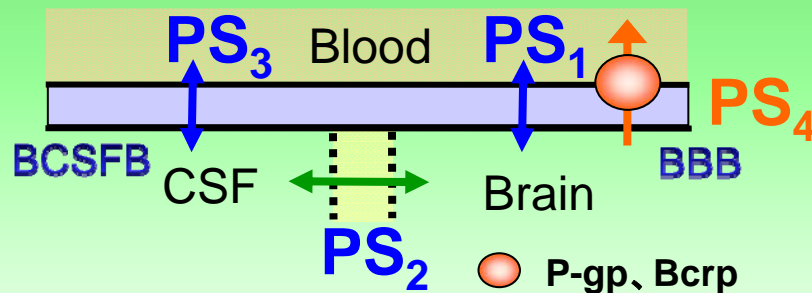 PS3 Blood PS1
PS4
BCSFB CSF Brain BBB
PS2
P-gp、Bcrp